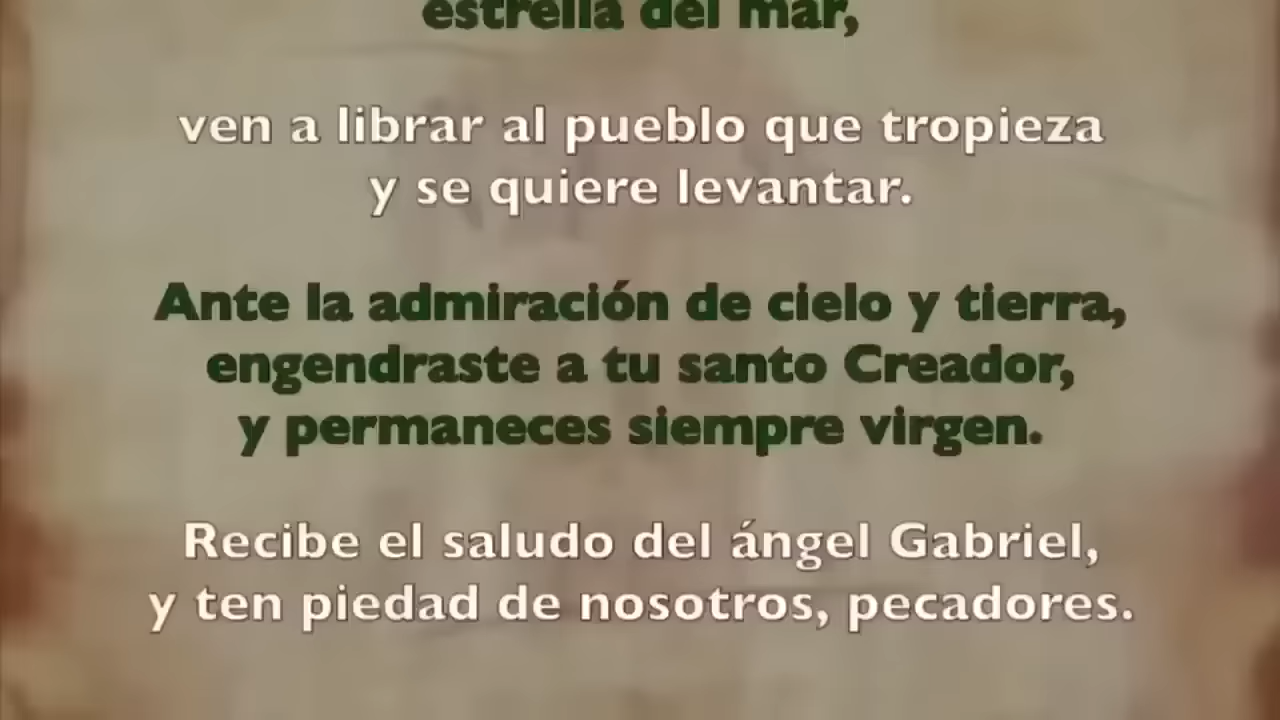 estrella del mar,
ven a librar al pueblo que tropieza
y se quiere levantar.
Ante la admiración de cielo y tierra,
engendraste a tu santo Creador,
y permaneces siempre virgen.
Recibe el saludo del ángel Gabriel,
y ten piedad de nosotros, pecadores.